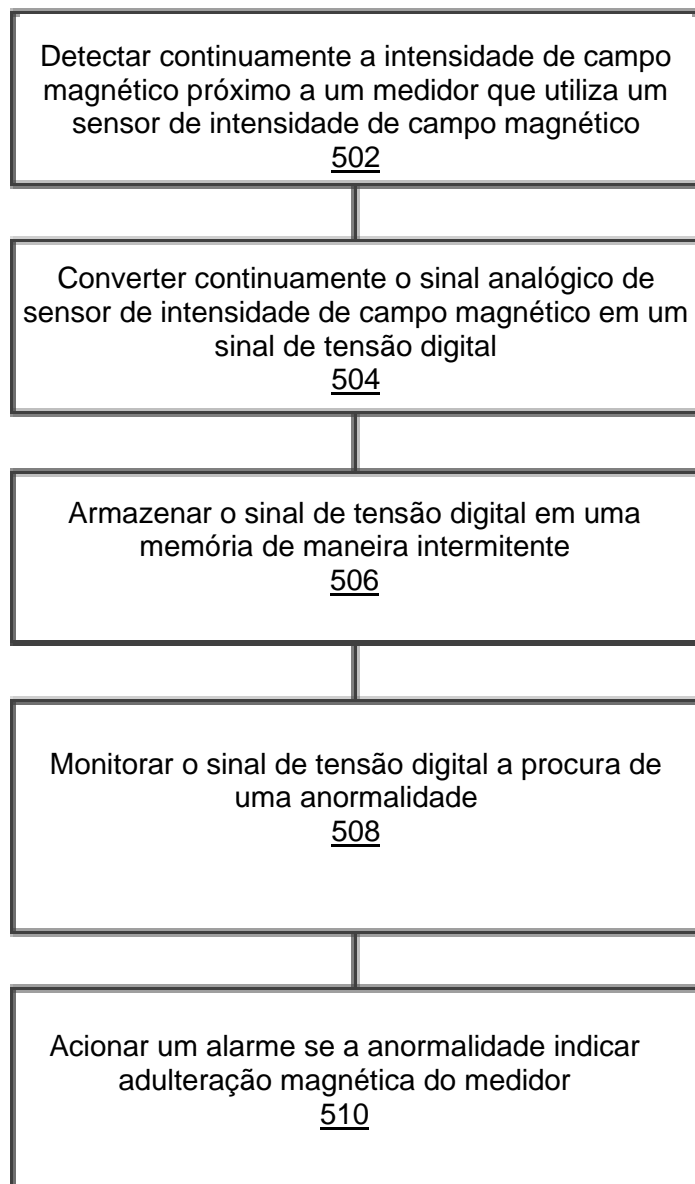 Detectar continuamente a intensidade de campo
magnético próximo a um medidor que utiliza um
sensor de intensidade de campo magnético
502
Converter continuamente o sinal analógico de
sensor de intensidade de campo magnético em um
sinal de tensão digital
504
Armazenar o sinal de tensão digital em uma
memória de maneira intermitente
506
Monitorar o sinal de tensão digital a procura de
uma anormalidade
508
Acionar um alarme se a anormalidade indicar
adulteração magnética do medidor
510